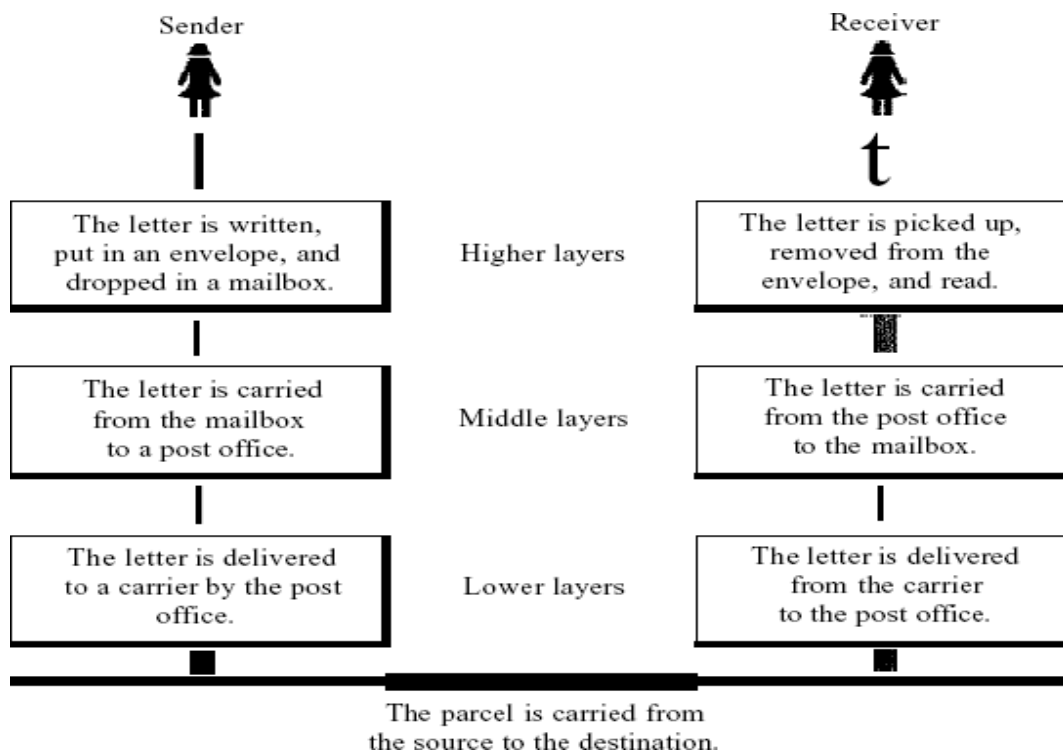 Sender
Receiver
t
The letter is written,
put in an envelope, and
dropped in a mailbox.
Higher layers
The letter is picked up,
removed from the
envelope, and read.
The letter is carried
from the mailbox
to a post office.
Middle layers
The letter is carried
from the post office
to the mailbox.
The letter is delivered
to a carrier by the post
office.
Lower layers
The letter is delivered
from the carrier
to the post office.
The parcel is carried from
the source to the destination.